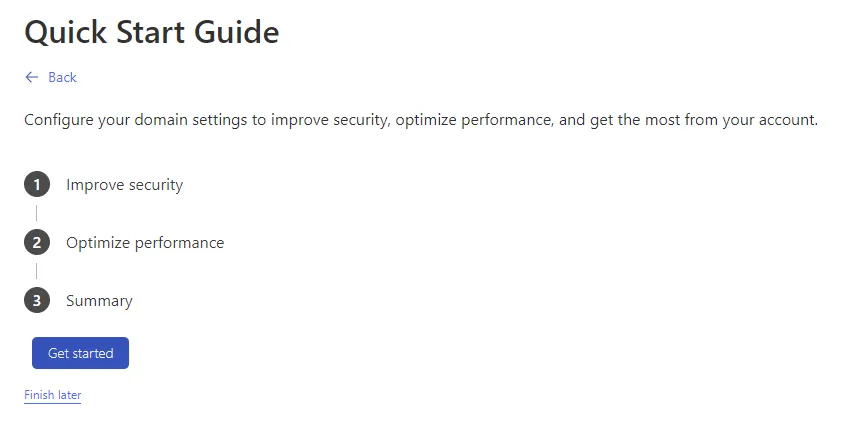 Quick Start Guide
← Back
Configure your domain settings to improve security, optimize performance, and get the most from your account.
1 Improve security
2 Optimize performance
3 Summary
Get started
Finish later